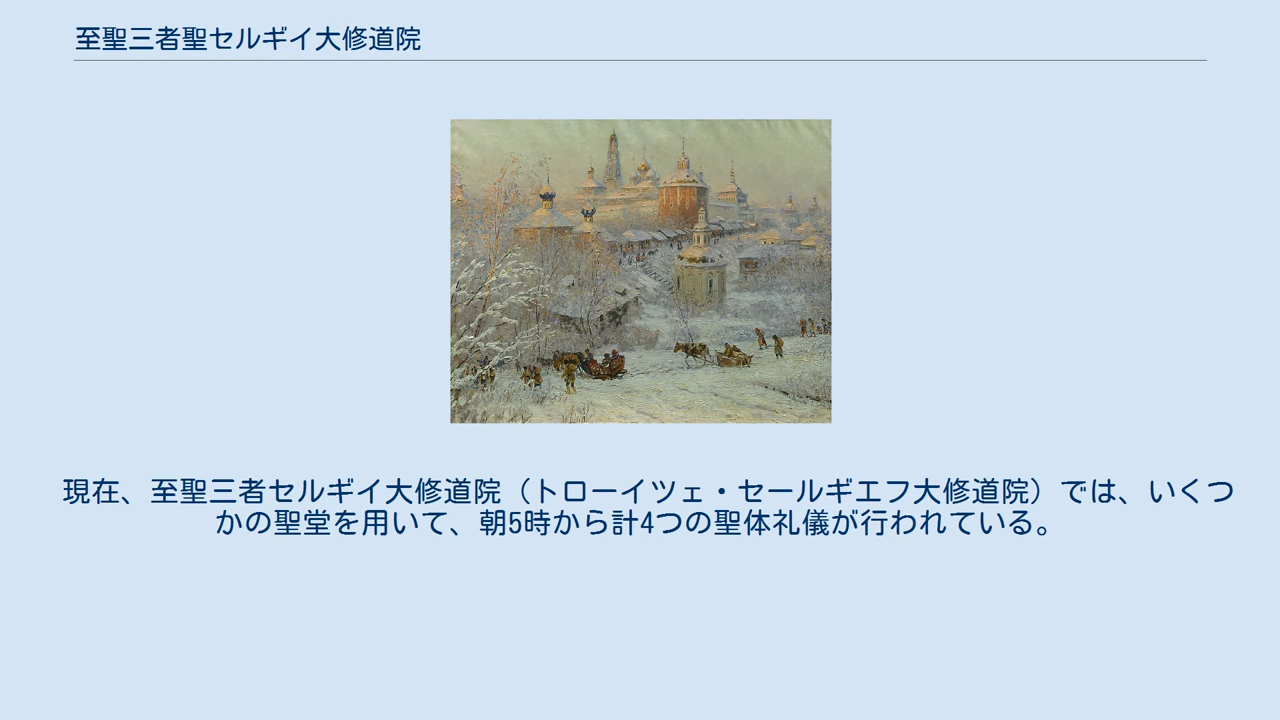 至聖三者聖セルギイ大修道院
現在、至聖三者セルギイ大修道院（トローイツェ・セールギエフ大修道院）では、いくつ
かの聖堂を用いて、朝5時から計4つの聖体礼儀が行われている。